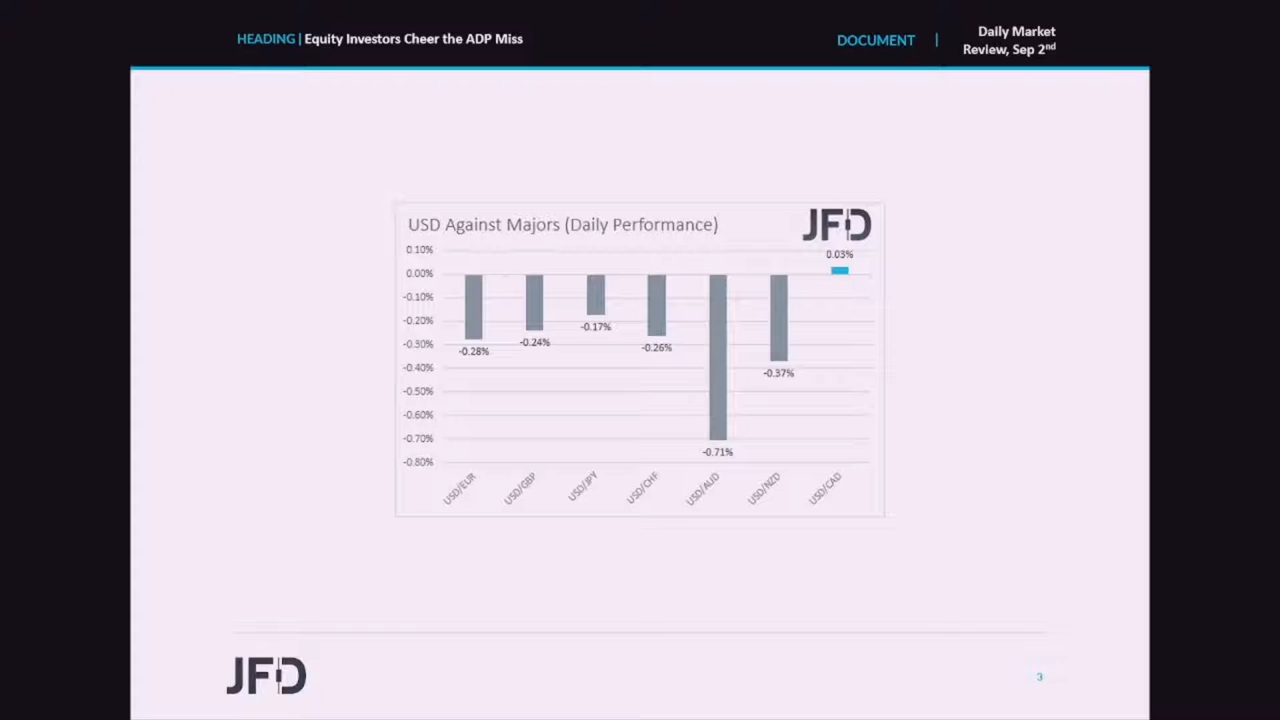 HEADING | Equity Investors Cheer the ADP Miss
DOCUMENT |
Daily Market
Review, Sep 2nd
USD Against Majors (Daily Performance)
JFD
0.10%
0.00%
-0.10%
-0.20%
-0.30%
-0.40%
-0.50%
-0.60%
-0.70%
-0.80%
-0.28%
-0.24%
-0.17%
-0.26%
-0.71%
-0.37%
0.03%
USD/EUR
USD/GBP
USD/JPY
USD/CHF
USD/AUD
USD/NZD
USD/CAD
JFD
3